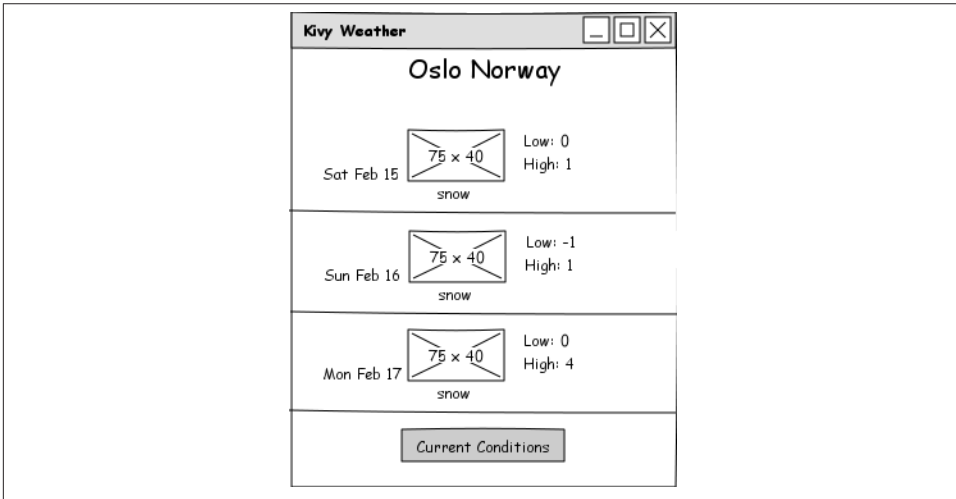 Kivy Weather
Oslo Norway
Low: 0
High: 1
75 x 40
Sat Feb 15
snow
Low: -1
High: 1
75 x 40
Sun Feb 16
snow
Low: 0
High: 4
75 x 40
Mon Feb 17
snow
Current Conditions